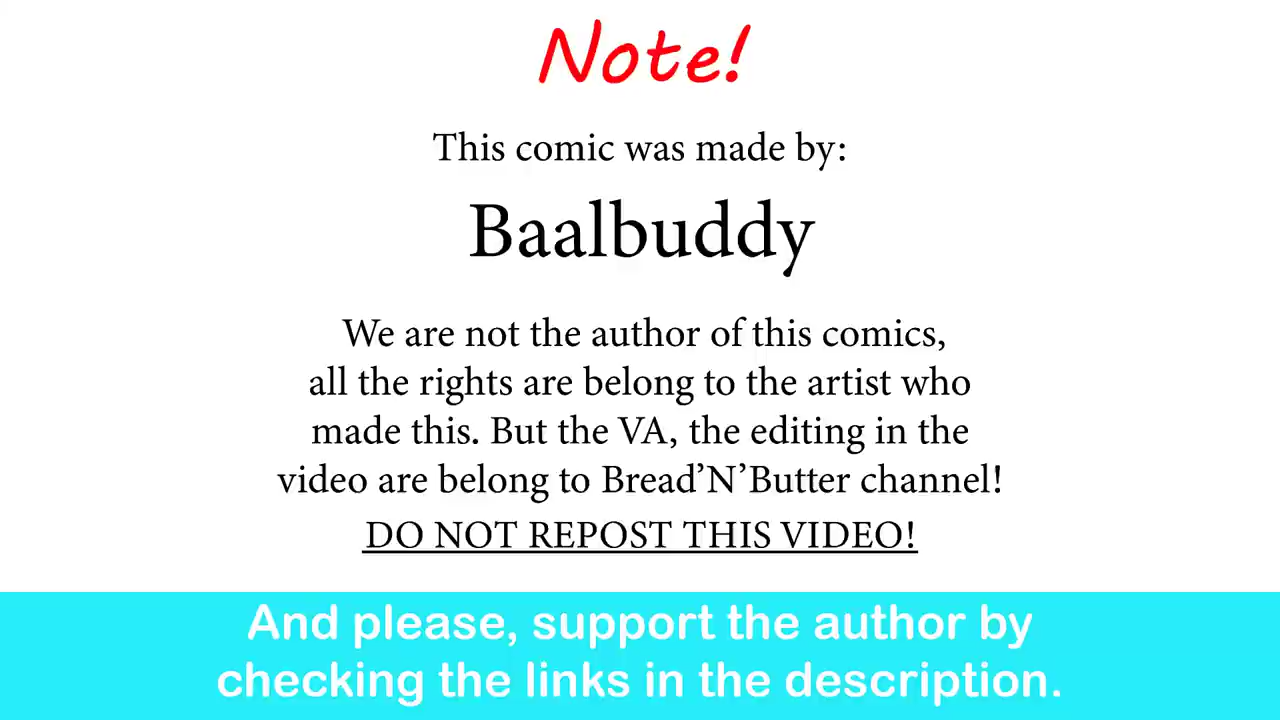 Note!
This comic was made by:
Baalbuddy
We are not the author of this comics,
all the rights are belong to the artist who
made this. But the VA, the editing in the
video are belong to Bread’N’Butter channel!
DO NOT REPOST THIS VIDEO!
And please, support the author by
checking the links in the description.